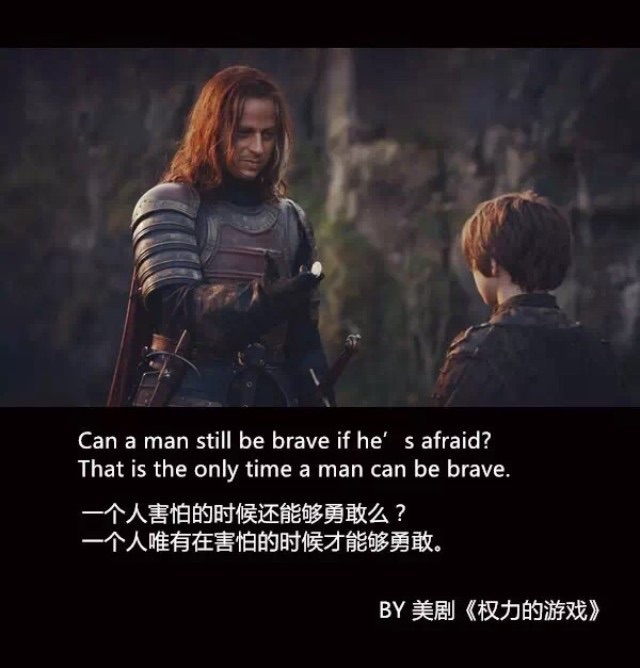 Can a man still be brave if he’s afraid?
That is the only time a man can be brave.
一个人害怕的时候还能够勇敢么？
一个人唯有在害怕的时候才能够勇敢。
BY 美剧《权力的游戏》